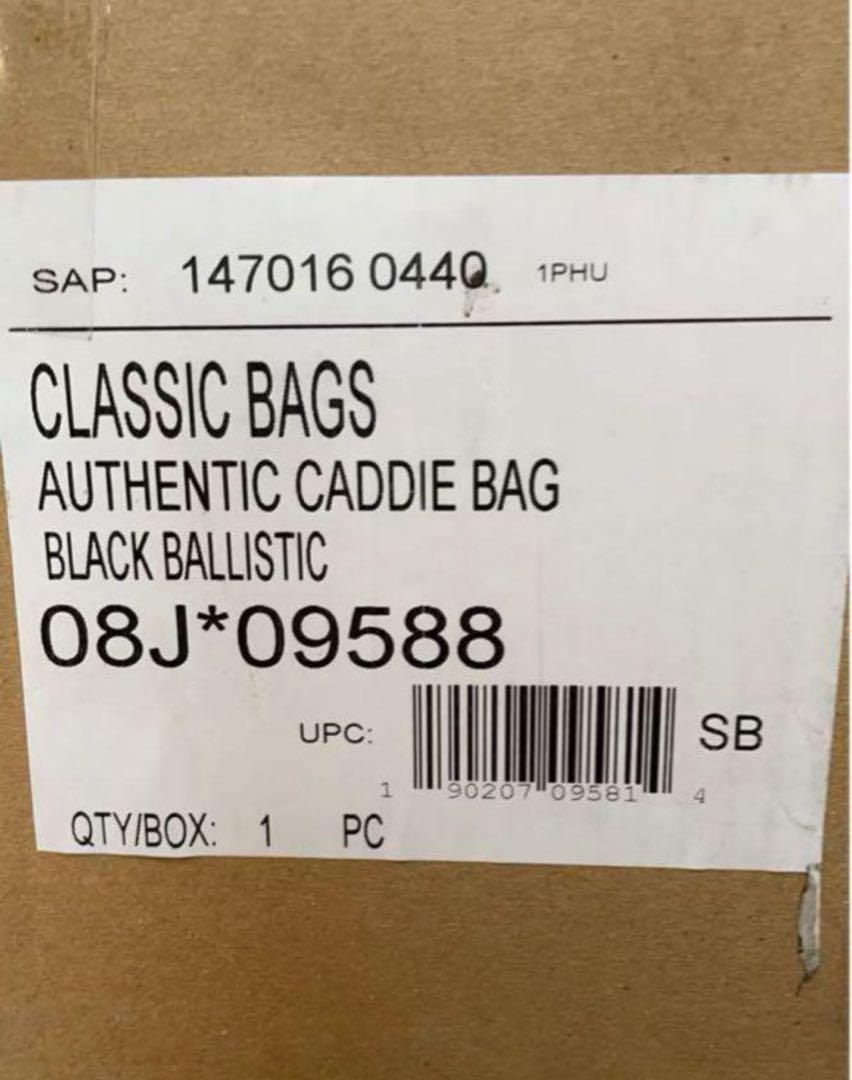 SAP: 147016 0440 1PHU
CLASSIC BAGS
AUTHENTIC CADDIE BAG
BLACK BALLISTIC
08J*09588
UPC: SB
1 90207 09581 4
QTY/BOX: 1 PC